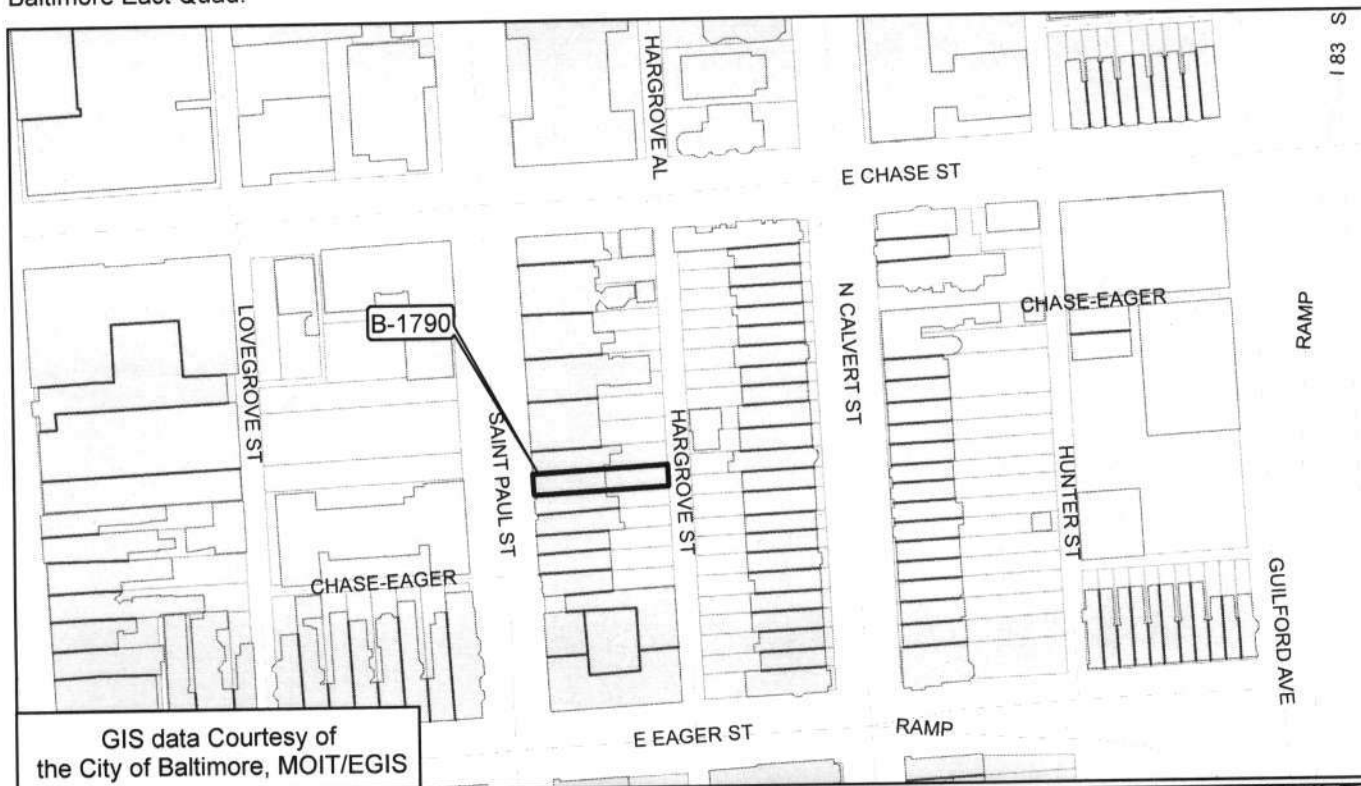 Baltimore East Quad.
HARGROVE AL
I 83 S
E CHASE ST
B-1790
LOVEGROVE ST
SAINT PAUL ST
HARGROVE ST
N CALVERT ST
CHASE-EAGER
RAMP
HUNTER ST
CHASE-EAGER
GUILFORD AVE
E EAGER ST
RAMP
GIS data Courtesy of
the City of Baltimore, MOIT/EGIS